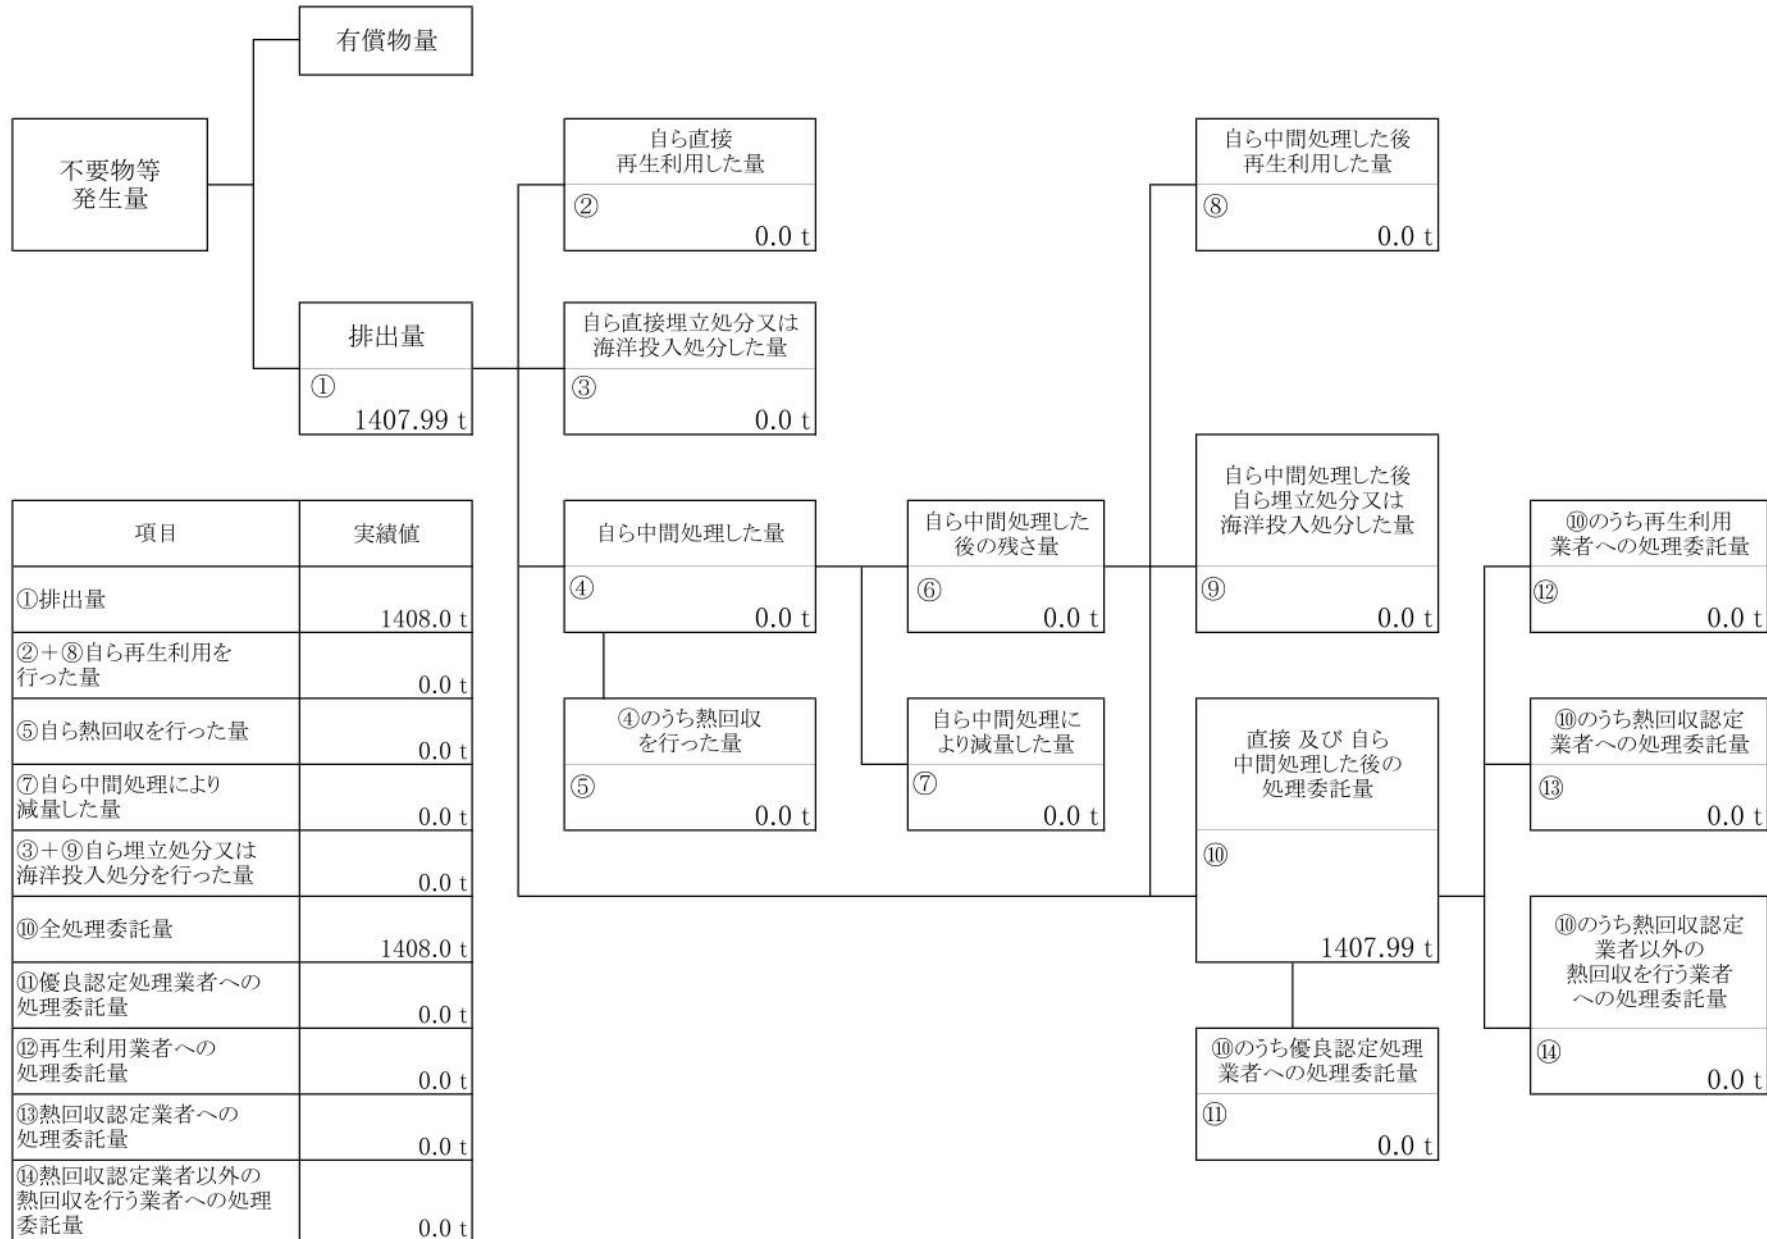 有償物量
不要物等
発生量
自ら直接
再生利用した量
②
0.0 t
自ら中間処理した後
再生利用した量
⑧
0.0 t
排出量
①
1407.99 t
自ら直接埋立処分又は
海洋投入処分した量
③
0.0 t
自ら中間処理した量
④
0.0 t
自ら中間処理した
後の残さ量
⑥
0.0 t
自ら中間処理した後
自ら埋立処分又は
海洋投入処分した量
⑨
0.0 t
⑩のうち再生利用
業者への処理委託量
⑫
0.0 t
④のうち熱回収
を行った量
⑤
0.0 t
自ら中間処理に
より減量した量
⑦
0.0 t
直接 及び 自ら
中間処理した後の
処理委託量
⑩
1407.99 t
⑩のうち熱回収認定
業者への処理委託量
⑬
0.0 t
⑩のうち熱回収認定
業者以外の
熱回収を行う業者
への処理委託量
⑭
0.0 t
⑩のうち優良認定処理
業者への処理委託量
⑪
0.0 t
項目 実績値
①排出量
1408.0 t
②+⑧自ら再生利用を
行った量
0.0 t
⑤自ら熱回収を行った量
0.0 t
⑦自ら中間処理により
減量した量
0.0 t
③+⑨自ら埋立処分又は
海洋投入処分を行った量
0.0 t
⑩全処理委託量
1408.0 t
⑪優良認定処理業者への
処理委託量
0.0 t
⑫再生利用業者への
処理委託量
0.0 t
⑬熱回収認定業者への
処理委託量
0.0 t
⑭熱回収認定業者以外の
熱回収を行う業者への処理
委託量
0.0 t